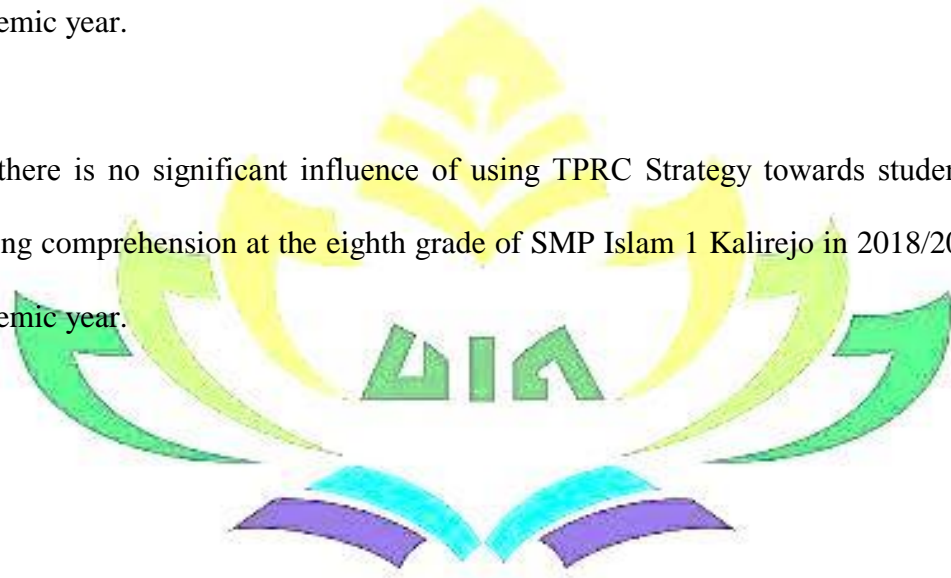 emic year.
there is no significant influence of using TPRC Strategy towards studen
ng comprehension at the eighth grade of SMP Islam 1 Kalirejo in 2018/20
emic year.
UIN